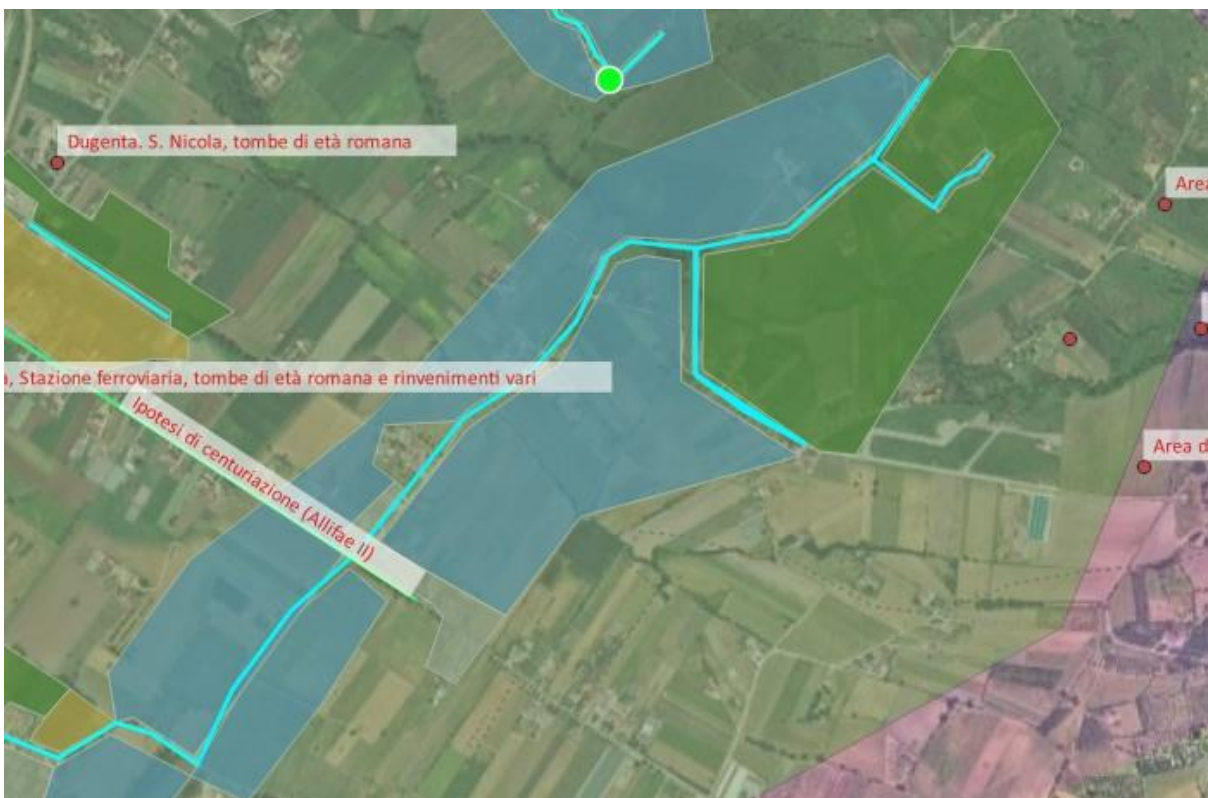 Dugenta. S. Nicola, tombe di età romana
Area
, Stazione ferroviaria, tombe di età romana e rinvenimenti vari
Ipotesi di centuriazione (Allifae II)
Area d